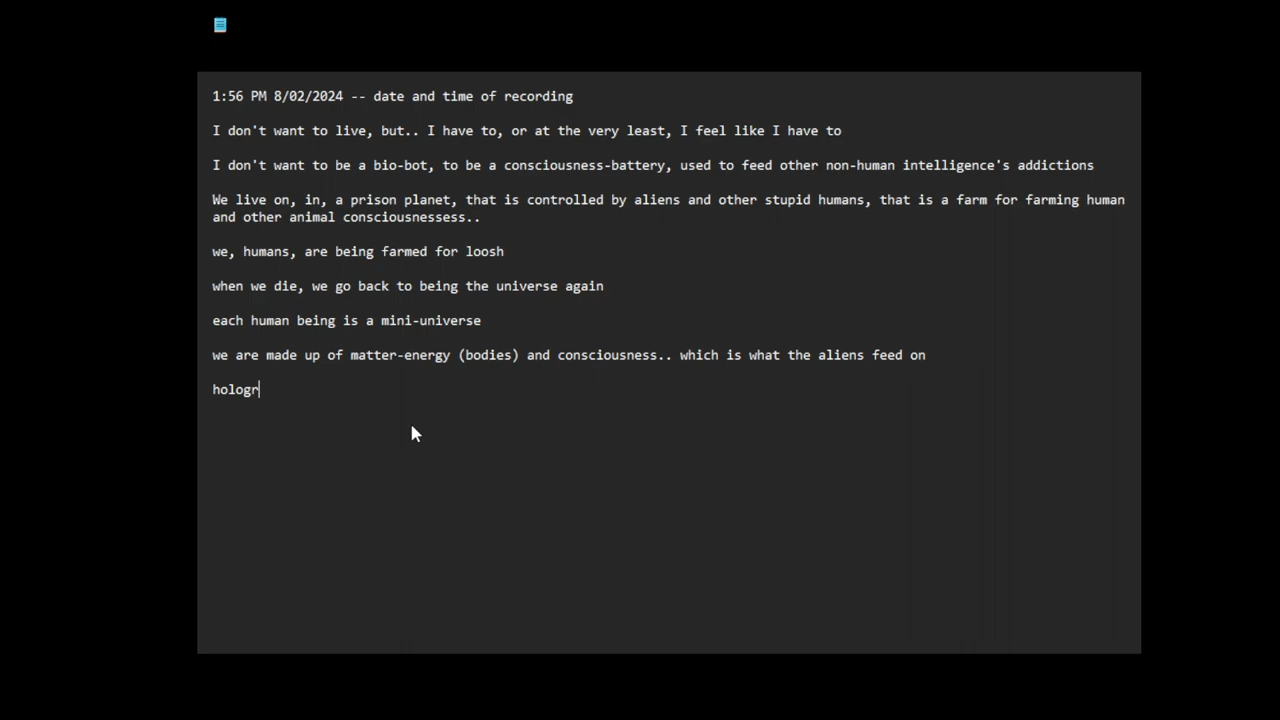 1:56 PM 8/02/2024 -- date and time of recording
I don't want to live, but.. I have to, or at the very least, I feel like I have to
I don't want to be a bio-bot, to be a consciousness-battery, used to feed other non-human intelligence's addictions
We live on, in, a prison planet, that is controlled by aliens and other stupid humans, that is a farm for farming human
and other animal consciousnessess..
we, humans, are being farmed for loosh
when we die, we go back to being the universe again
each human being is a mini-universe
we are made up of matter-energy (bodies) and consciousness.. which is what the aliens feed on
hologr